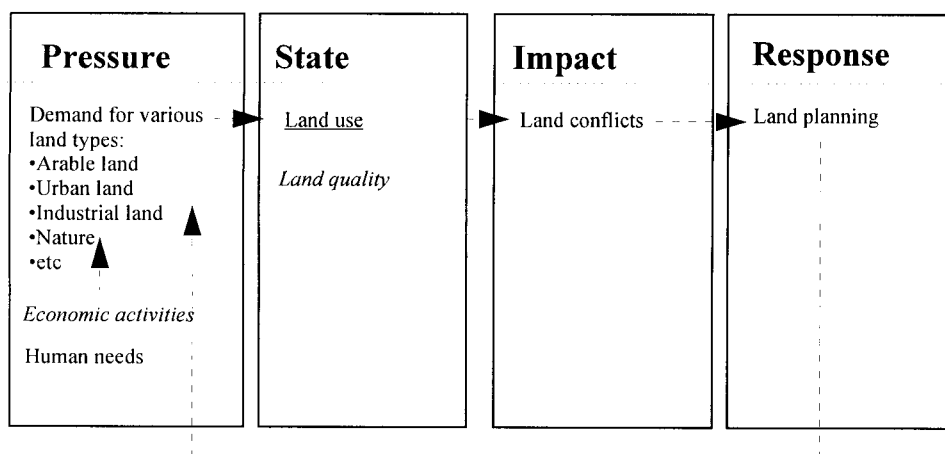 Pressure
Demand for various
land types:
•Arable land
•Urban land
•Industrial land
•Nature
•etc
Economic activities
Human needs
State
Land use
Land quality
Impact
Land conflicts
Response
Land planning